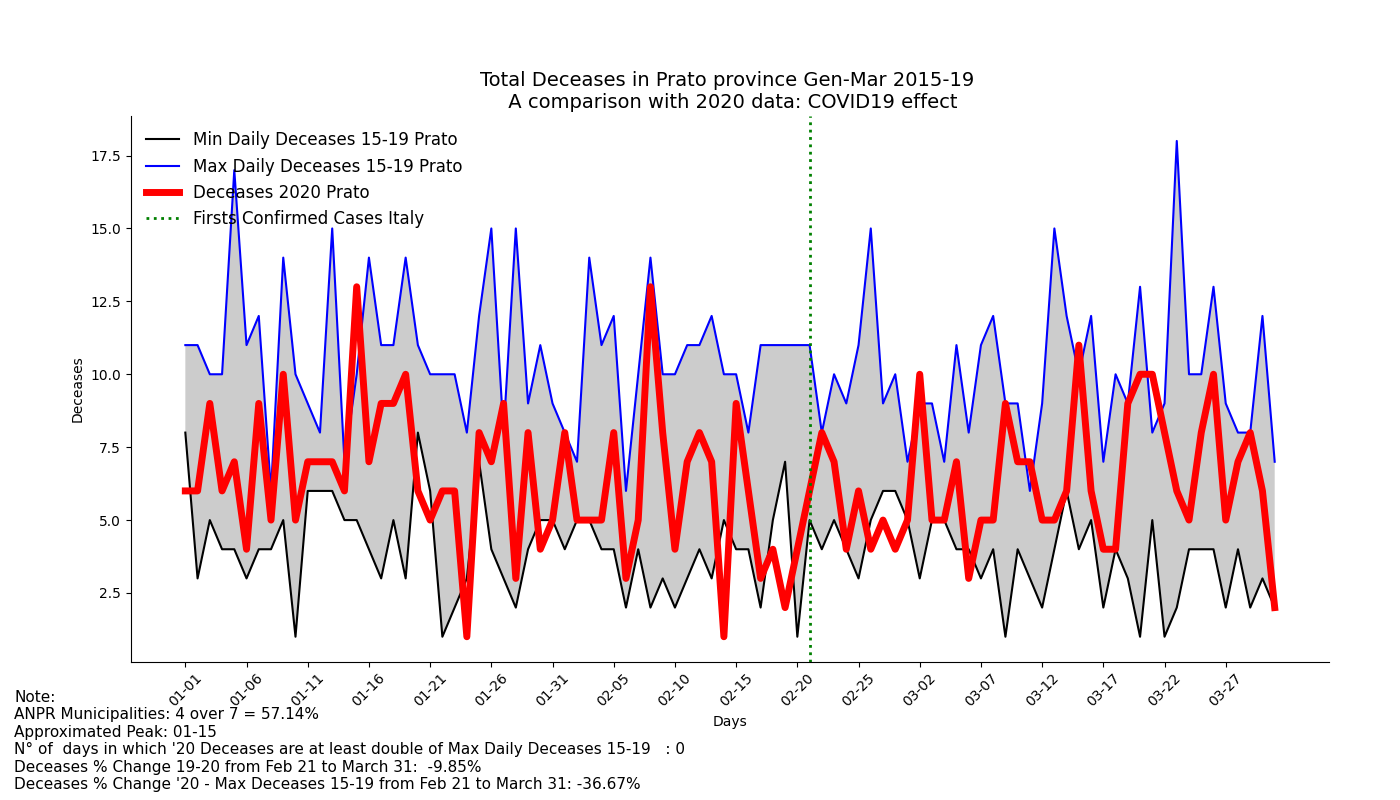 Total Deceases in Prato province Gen-Mar 2015-19
A comparison with 2020 data: COVID19 effect
Min Daily Deceases 15-19 Prato
Max Daily Deceases 15-19 Prato
Deceases 2020 Prato
Firsts Confirmed Cases Italy
17.5
15.0
12.5
10.0
7.5
5.0
2.5
Deceases
01-01
01-06
01-11
01-16
01-21
01-26
01-31
02-05
02-10
02-15
02-20
02-25
03-02
03-07
03-12
03-17
03-22
03-27
Days
Note:
ANPR Municipalities: 4 over 7 = 57.14%
Approximated Peak: 01-15
N° of  days in which '20 Deceases are at least double of Max Daily Deceases 15-19   : 0
Deceases % Change 19-20 from Feb 21 to March 31:  -9.85%
Deceases % Change '20 - Max Deceases 15-19 from Feb 21 to March 31: -36.67%